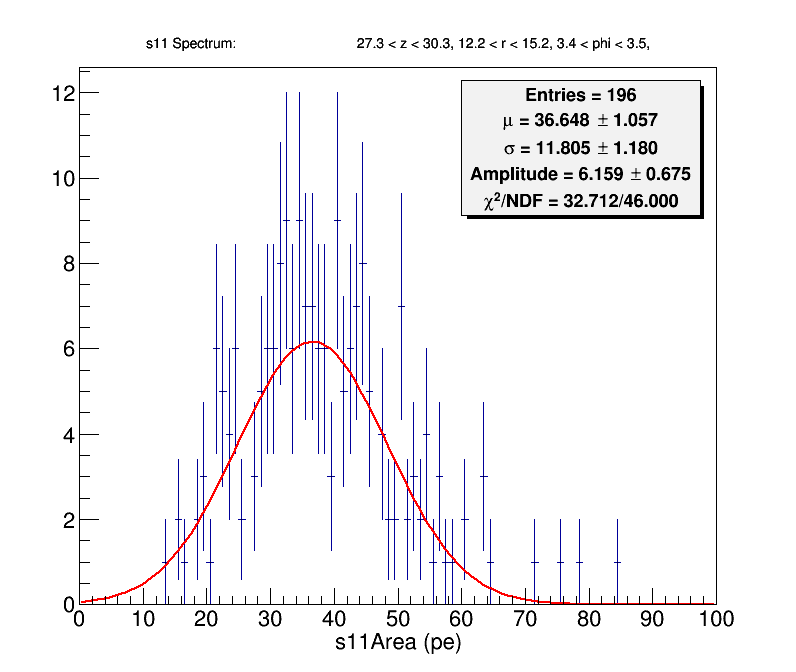 s11 Spectrum: 27.3 < z < 30.3, 12.2 < r < 15.2, 3.4 < phi < 3.5,
Entries = 196
μ = 36.648 ± 1.057
σ = 11.805 ± 1.180
Amplitude = 6.159 ± 0.675
χ²/NDF = 32.712/46.000
12
10
8
6
4
2
0
0 10 20 30 40 50 60 70 80 90 100
s11Area (pe)